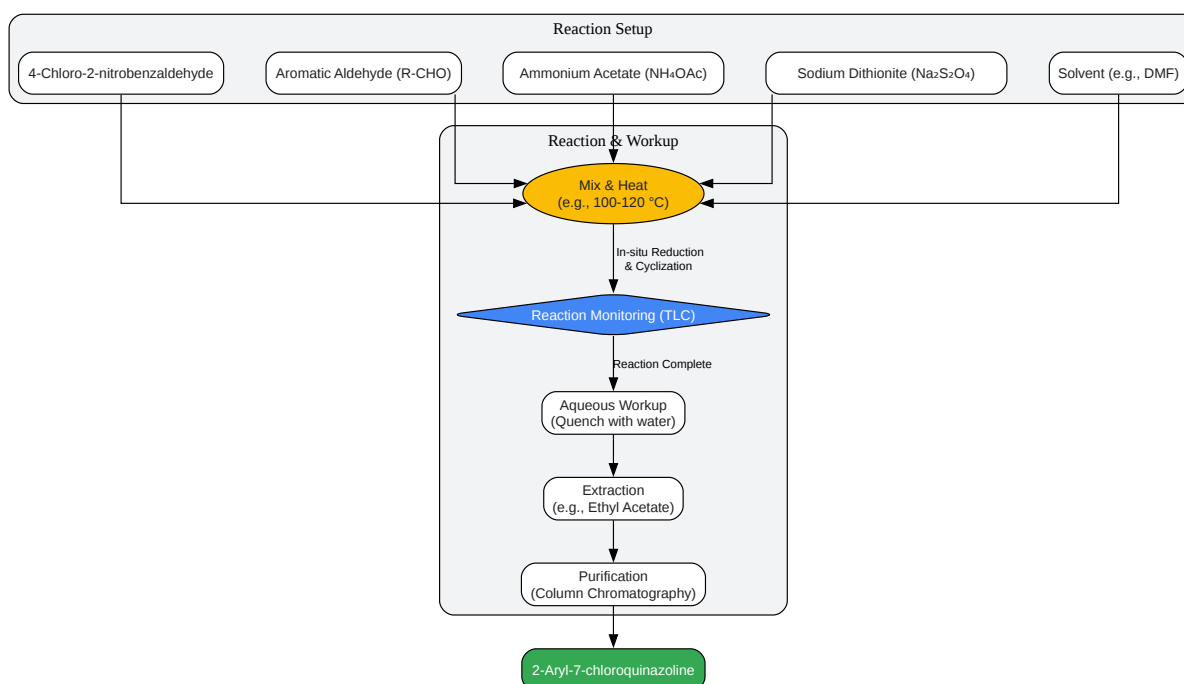 Reaction Setup
4-Chloro-2-nitrobenzaldehyde
Aromatic Aldehyde (R-CHO)
Ammonium Acetate (NH₄OAc)
Sodium Dithionite (Na₂S₂O₄)
Solvent (e.g., DMF)
Reaction & Workup
Mix & Heat
(e.g., 100-120 °C)
In-situ Reduction
& Cyclization
Reaction Monitoring (TLC)
Reaction Complete
Aqueous Workup
(Quench with water)
Extraction
(e.g., Ethyl Acetate)
Purification
(Column Chromatography)
2-Aryl-7-chloroquinazoline